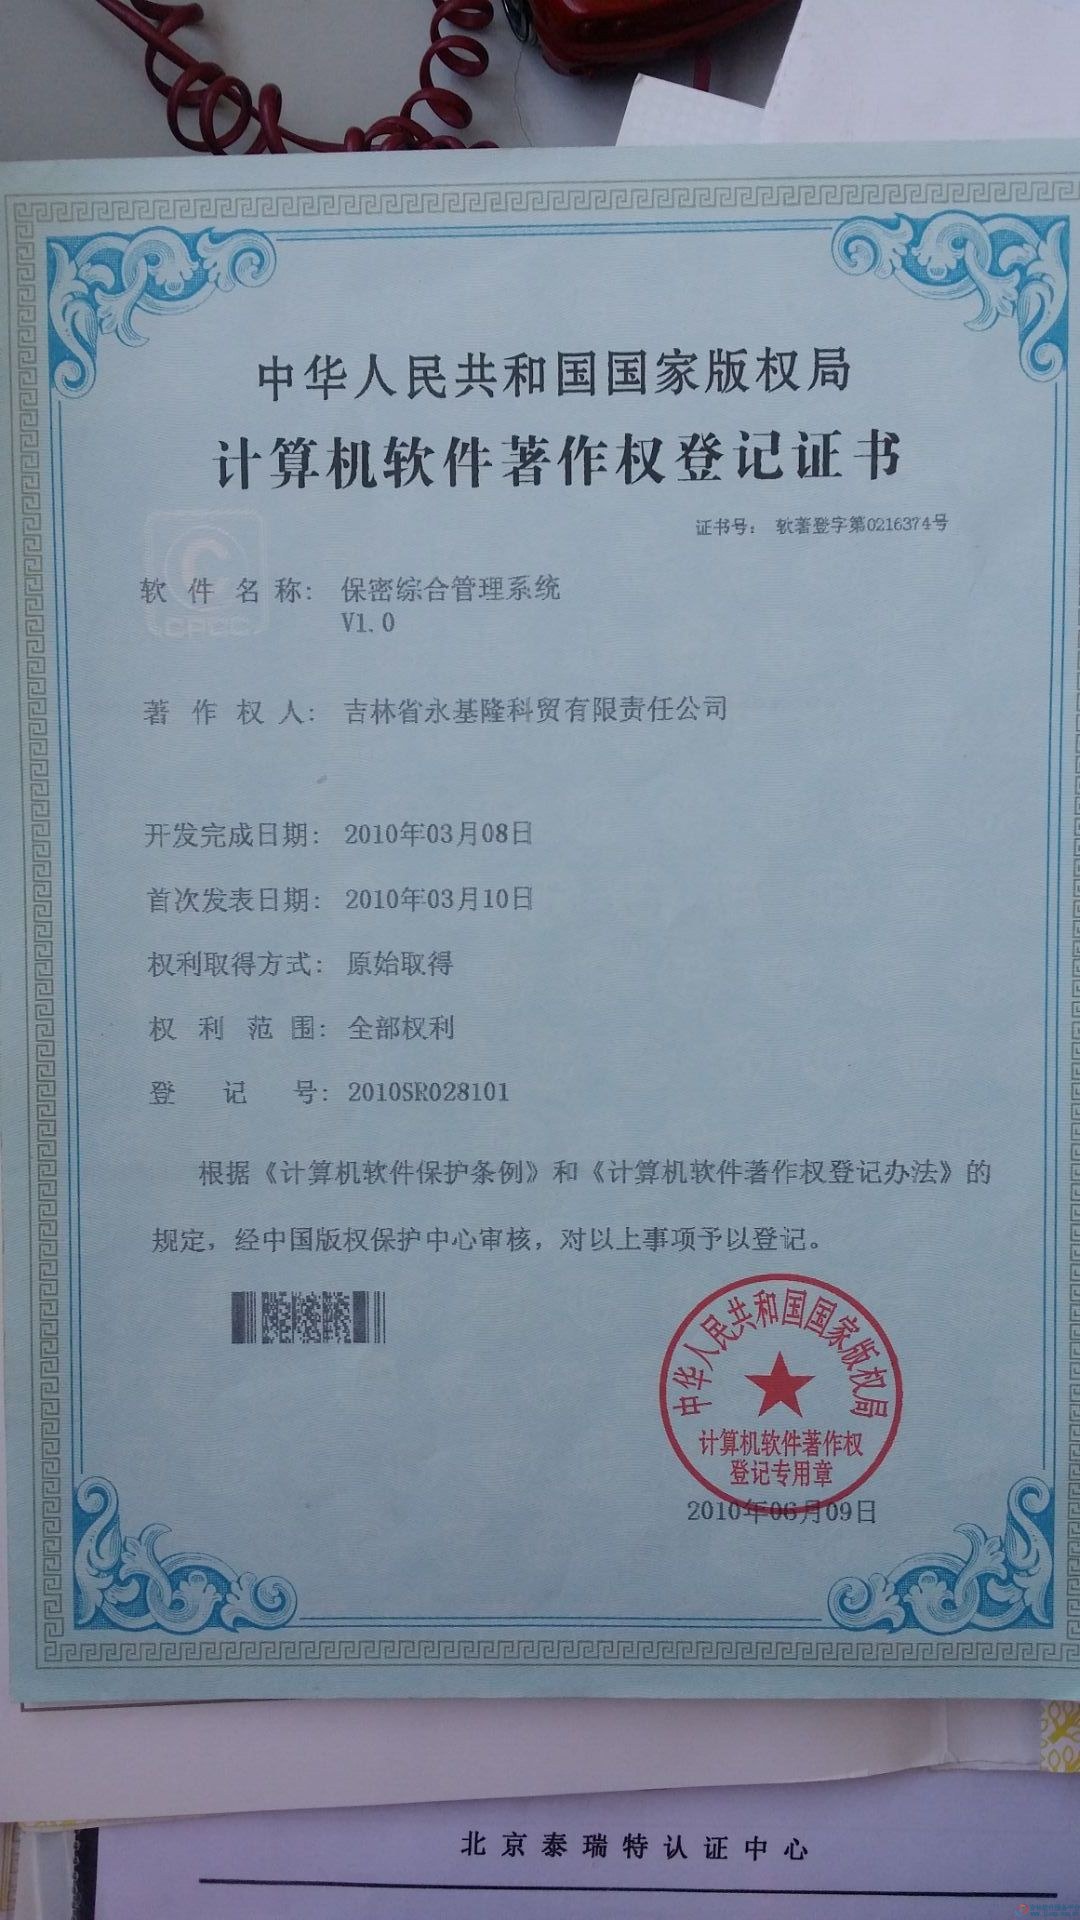 中华人民共和国国家版权局
计算机软件著作权登记证书
证书号： 软著登字第0216374号
CPCC
软件名称： 保密综合管理系统
V1.0
著作权人： 吉林省永基隆科贸有限责任公司
开发完成日期： 2010年03月08日
首次发表日期： 2010年03月10日
权利取得方式： 原始取得
权利范围： 全部权利
登记号： 2010SR028101
根据《计算机软件保护条例》和《计算机软件著作权登记办法》的
规定，经中国版权保护中心审核，对以上事项予以登记。
中华人民共和国国家版权局
计算机软件著作权
登记专用章
2010年06月09日
北京泰瑞特认证中心